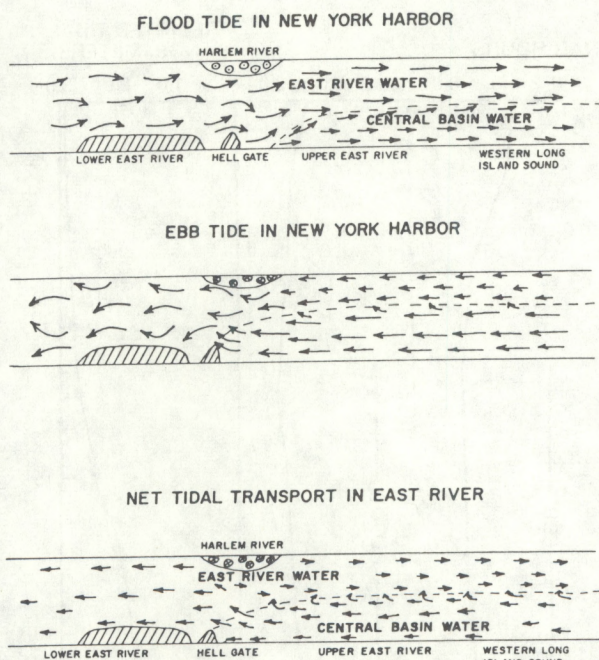 FLOOD TIDE IN NEW YORK HARBOR
HARLEM RIVER
EAST RIVER WATER
CENTRAL BASIN WATER
LOWER EAST RIVER HELL GATE UPPER EAST RIVER WESTERN LONG
ISLAND SOUND
EBB TIDE IN NEW YORK HARBOR
NET TIDAL TRANSPORT IN EAST RIVER
HARLEM RIVER
EAST RIVER WATER
CENTRAL BASIN WATER
LOWER EAST RIVER HELL GATE UPPER EAST RIVER WESTERN LONG
ISLAND SOUND